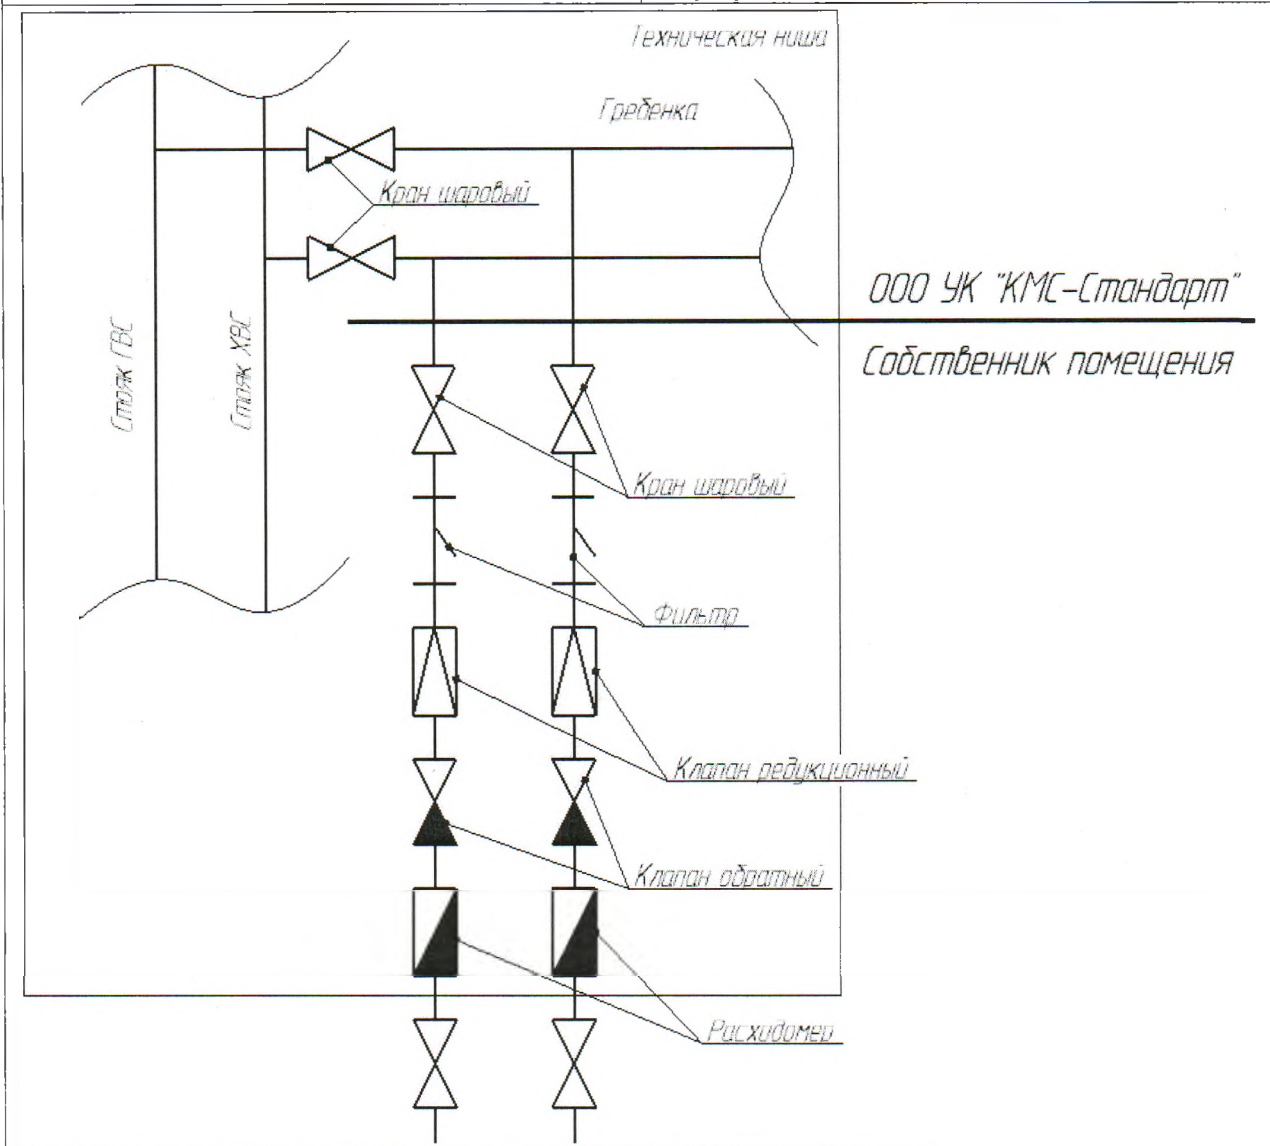 Техническая ниша
Гребенка
Кран шаровый
ООО УК "КМС-Стандарт"
Стояк ГВС
Стояк ХВС
Собственник помещения
Кран шаровый
Фильтр
Клапан редукционный
Клапан обратный
Расходомер